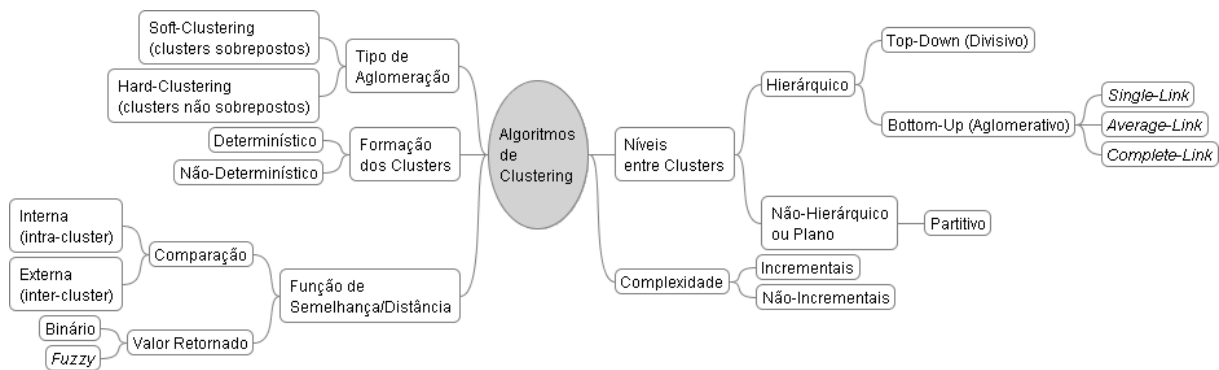 Soft-Clustering
(clusters sobrepostos)
Hard-Clustering
(clusters não sobrepostos)
Tipo de
Aglomeração
Determinístico
Não-Determinístico
Formação
dos Clusters
Interna
(intra-cluster)
Externa
(inter-cluster)
Comparação
Binário
Fuzzy
Valor Retornado
Função de
Semelhança/Distância
Algoritmos
de
Clustering
Níveis
entre Clusters
Hierárquico
Top-Down (Divisivo)
Bottom-Up (Aglomerativo)
Single-Link
Average-Link
Complete-Link
Não-Hierárquico
ou Plano
Partitivo
Complexidade
Incrementais
Não-Incrementais